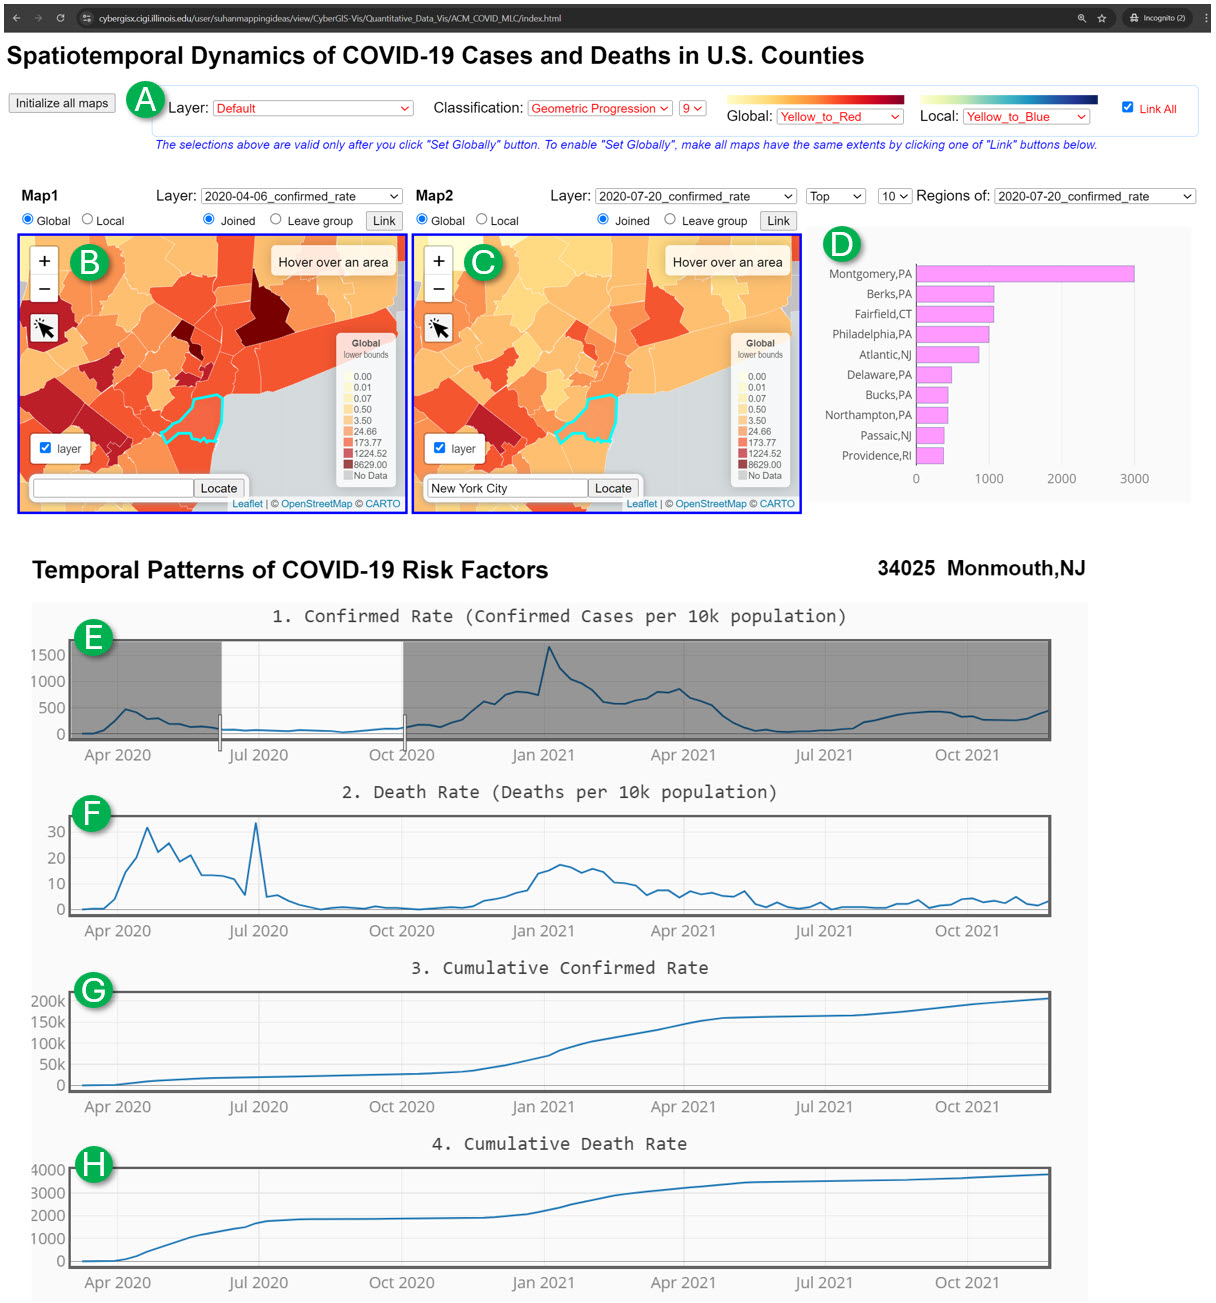 cybergisx.cigi.illinois.edu/user/suhanmappingideas/view/CyberGIS-Vis/Quantitative_Data_Vis/ACM_COVID_MLC/index.html
Incognito (2)
Spatiotemporal Dynamics of COVID-19 Cases and Deaths in U.S. Counties
Initialize all maps
A
Layer: Default
Classification: Geometric Progression 9
Global: Yellow_to_Red
Local: Yellow_to_Blue
Link All
The selections above are valid only after you click "Set Globally" button. To enable "Set Globally", make all maps have the same extents by clicking one of "Link" buttons below.
Map1 Layer: 2020-04-06_confirmed_rate
Global Local Joined Leave group Link
B
+
−
Hover over an area
Global
lower bounds
0.00
0.01
0.07
0.50
3.50
24.66
173.77
1224.52
8629.00
No Data
layer
Locate
Leaflet | © OpenStreetMap © CARTO
Map2 Layer: 2020-07-20_confirmed_rate
Global Local Joined Leave group Link
C
+
−
Hover over an area
Global
lower bounds
0.00
0.01
0.07
0.50
3.50
24.66
173.77
1224.52
8629.00
No Data
layer
New York City Locate
Leaflet | © OpenStreetMap © CARTO
Top 10 Regions of: 2020-07-20_confirmed_rate
D
Montgomery,PA
Berks,PA
Fairfield,CT
Philadelphia,PA
Atlantic,NJ
Delaware,PA
Bucks,PA
Northampton,PA
Passaic,NJ
Providence,RI
0 1000 2000 3000
Temporal Patterns of COVID-19 Risk Factors
34025 Monmouth,NJ
1. Confirmed Rate (Confirmed Cases per 10k population)
E
1500
1000
500
0
Apr 2020 Jul 2020 Oct 2020 Jan 2021 Apr 2021 Jul 2021 Oct 2021
2. Death Rate (Deaths per 10k population)
F
30
20
10
0
Apr 2020 Jul 2020 Oct 2020 Jan 2021 Apr 2021 Jul 2021 Oct 2021
3. Cumulative Confirmed Rate
G
200k
150k
100k
50k
0
Apr 2020 Jul 2020 Oct 2020 Jan 2021 Apr 2021 Jul 2021 Oct 2021
4. Cumulative Death Rate
H
4000
3000
2000
1000
0
Apr 2020 Jul 2020 Oct 2020 Jan 2021 Apr 2021 Jul 2021 Oct 2021